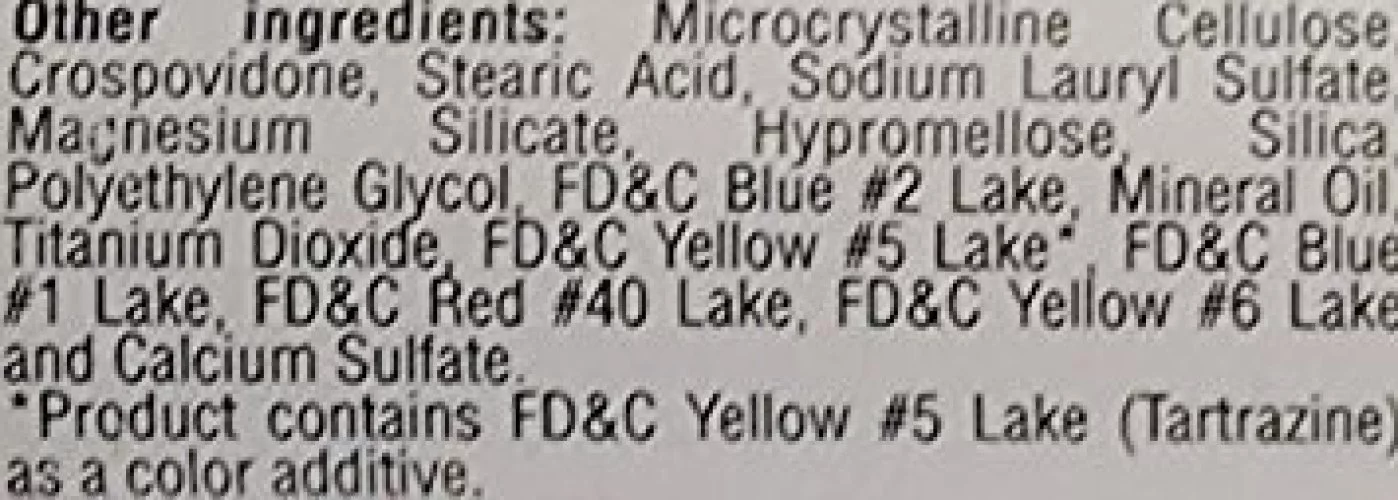 Other ingredients: Microcrystalline Cellulose
Crospovidone, Stearic Acid, Sodium Lauryl Sulfate
Magnesium Silicate, Hypromellose, Silica
Polyethylene Glycol, FD&C Blue #2 Lake, Mineral Oil
Titanium Dioxide, FD&C Yellow #5 Lake*, FD&C Blue
#1 Lake, FD&C Red #40 Lake, FD&C Yellow #6 Lake
and Calcium Sulfate.
*Product contains FD&C Yellow #5 Lake (Tartrazine)
as a color additive.